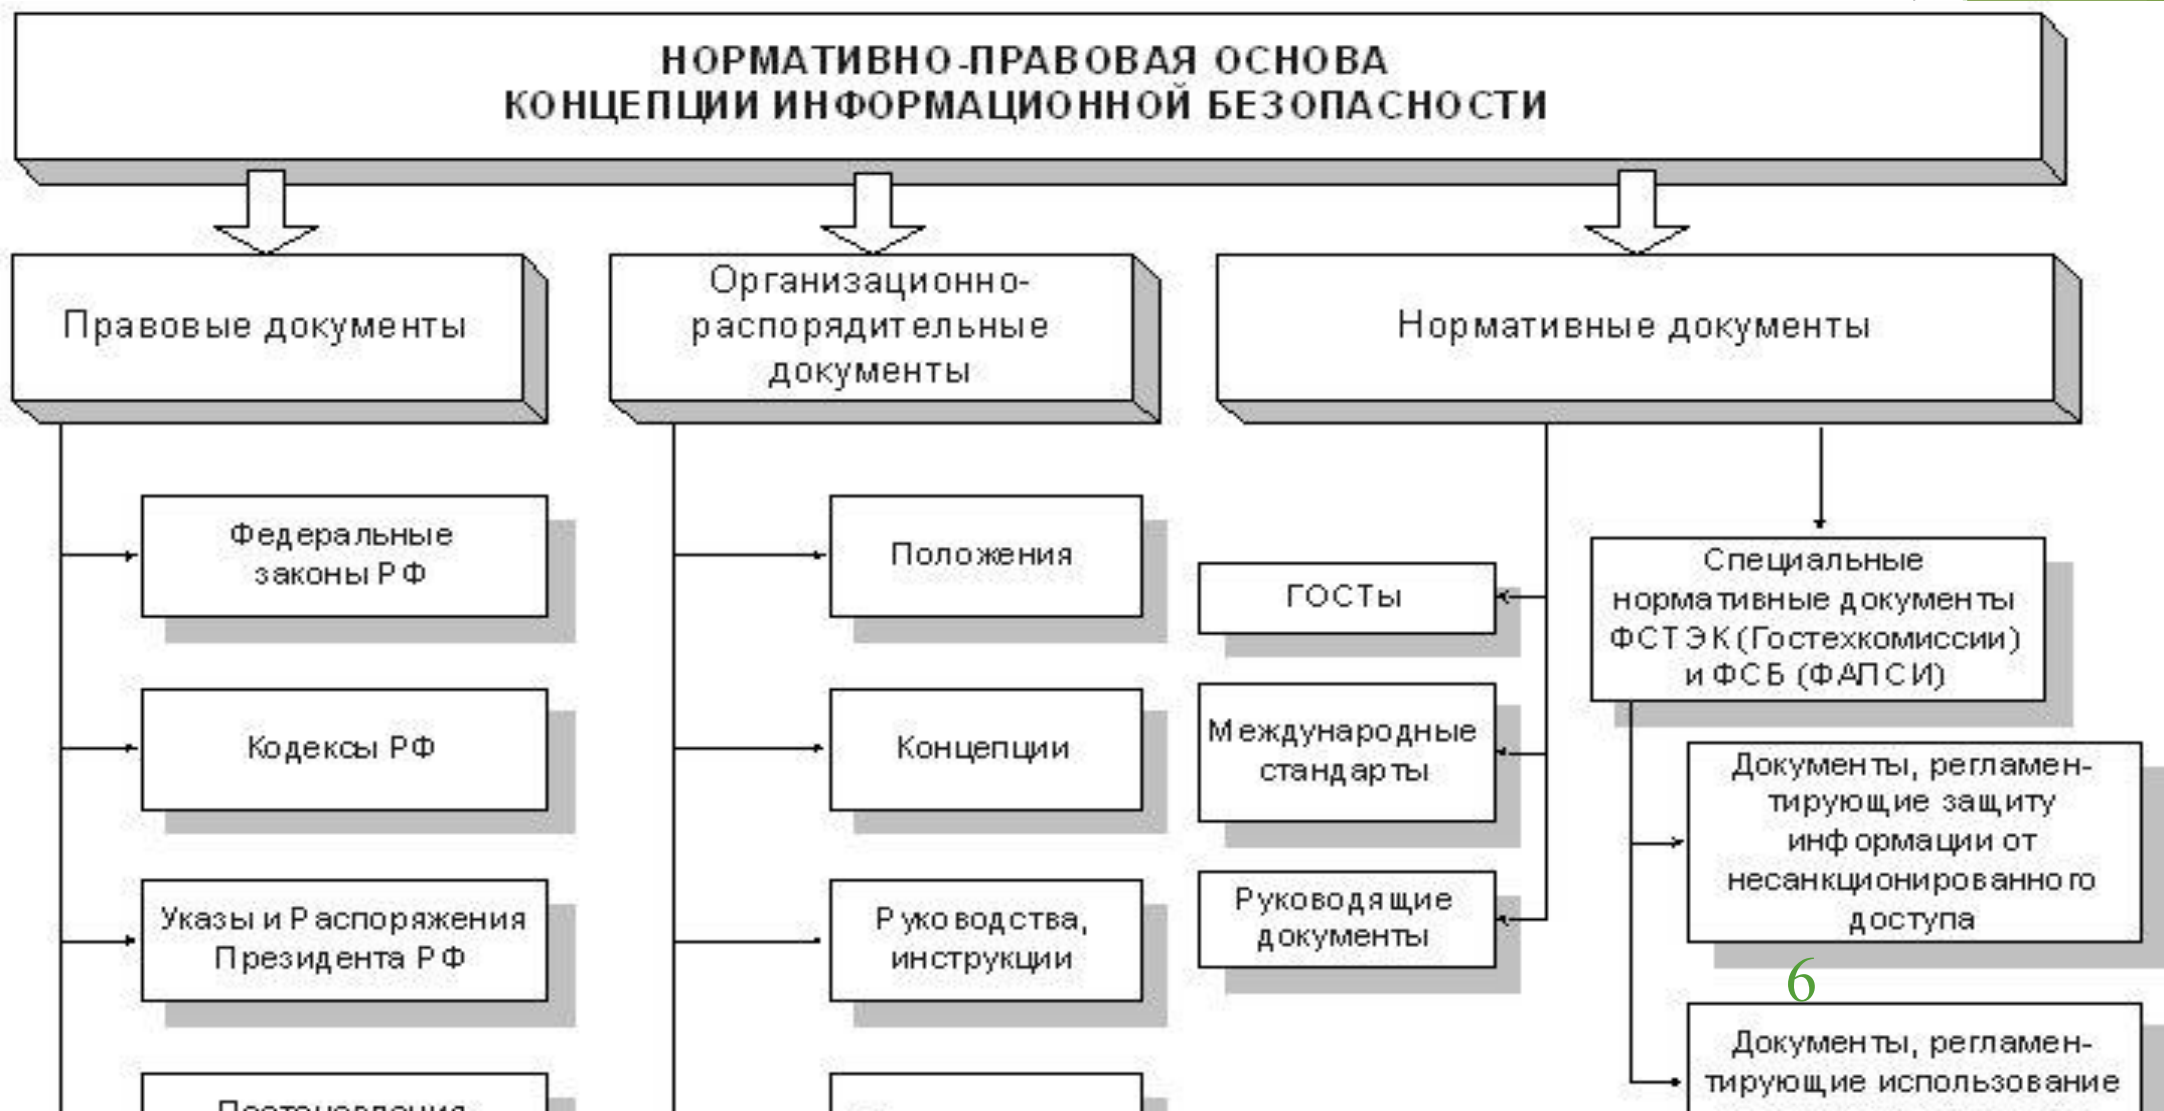 НОРМАТИВНО-ПРАВОВАЯ ОСНОВА
КОНЦЕПЦИИ ИНФОРМАЦИОННОЙ БЕЗОПАСНОСТИ
Правовые документы
Организационно-
распорядительные
документы
Нормативные документы
Федеральные
законы РФ
Кодексы РФ
Указы и Распоряжения
Президента РФ
Положения
Концепции
Руководства,
инструкции
ГОСТы
Международные
стандарты
Руководящие
документы
Специальные
нормативные документы
ФСТЭК (Гостехкомиссии)
и ФСБ (ФАПСИ)
Документы, регламен-
тирующие защиту
информации от
несанкционированного
доступа
6
Документы, регламен-
тирующие использование